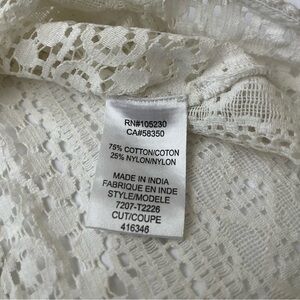 RN#105230
CA#58350
75% COTTON/COTON
25% NYLON/NYLON
MADE IN INDIA
FABRIQUE EN INDE
STYLE/MODELE
7207-T2226
CUT/COUPE
416346